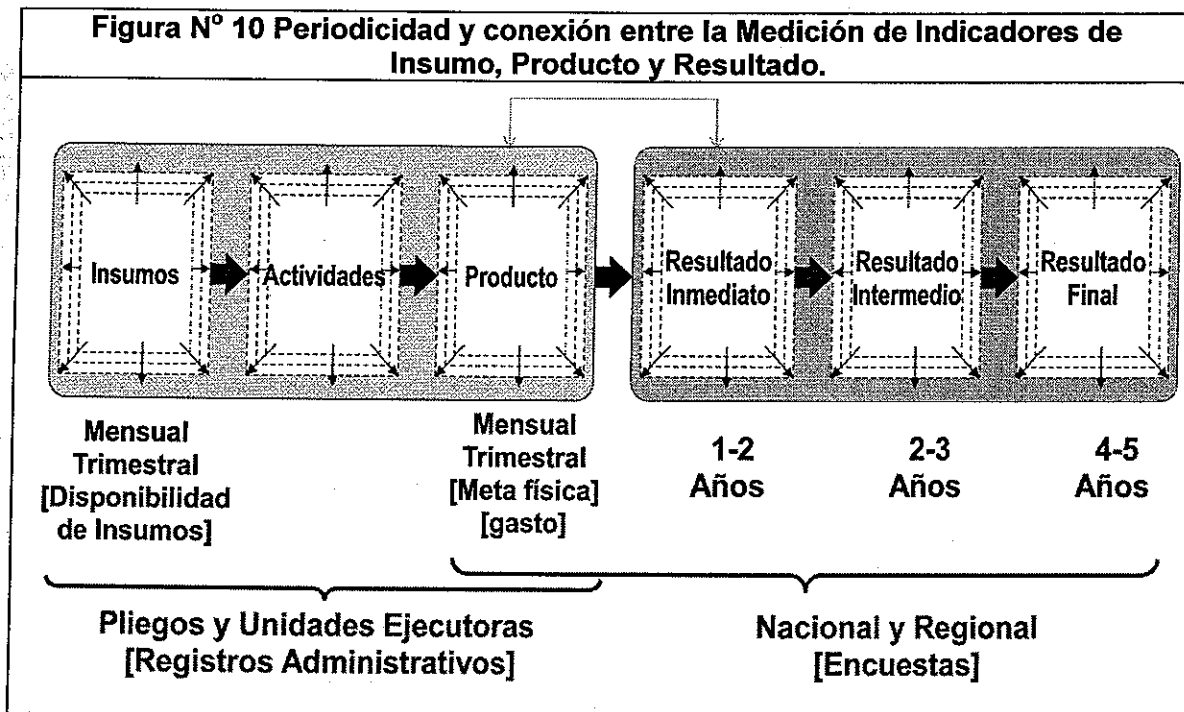 Figura N° 10 Periodicidad y conexión entre la Medición de Indicadores de
Insumo, Producto y Resultado.
Insumos
Actividades
Producto
Resultado
Inmediato
Resultado
Intermedio
Resultado
Final
Mensual
Trimestral
[Disponibilidad
de Insumos]
Mensual
Trimestral
[Meta física]
[gasto]
1-2
Años
2-3
Años
4-5
Años
Pliegos y Unidades Ejecutoras
[Registros Administrativos]
Nacional y Regional
[Encuestas]